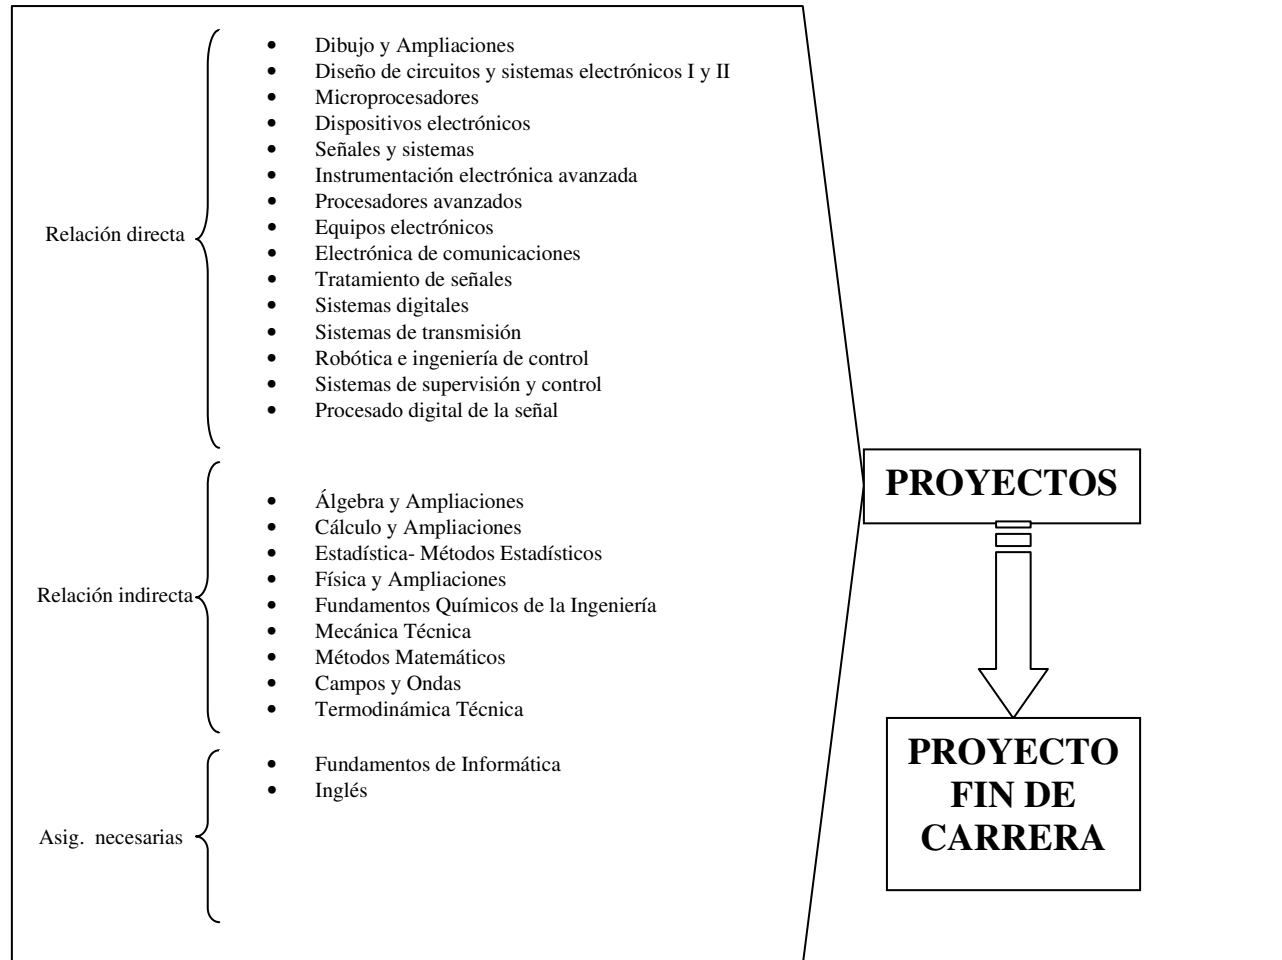 Relación directa
• Dibujo y Ampliaciones
• Diseño de circuitos y sistemas electrónicos I y II
• Microprocesadores
• Dispositivos electrónicos
• Señales y sistemas
• Instrumentación electrónica avanzada
• Procesadores avanzados
• Equipos electrónicos
• Electrónica de comunicaciones
• Tratamiento de señales
• Sistemas digitales
• Sistemas de transmisión
• Robótica e ingeniería de control
• Sistemas de supervisión y control
• Procesado digital de la señal
Relación indirecta
• Álgebra y Ampliaciones
• Cálculo y Ampliaciones
• Estadística- Métodos Estadísticos
• Física y Ampliaciones
• Fundamentos Químicos de la Ingeniería
• Mecánica Técnica
• Métodos Matemáticos
• Campos y Ondas
• Termodinámica Técnica
Asig.  necesarias
• Fundamentos de Informática
• Inglés
PROYECTOS
PROYECTO
FIN DE
CARRERA